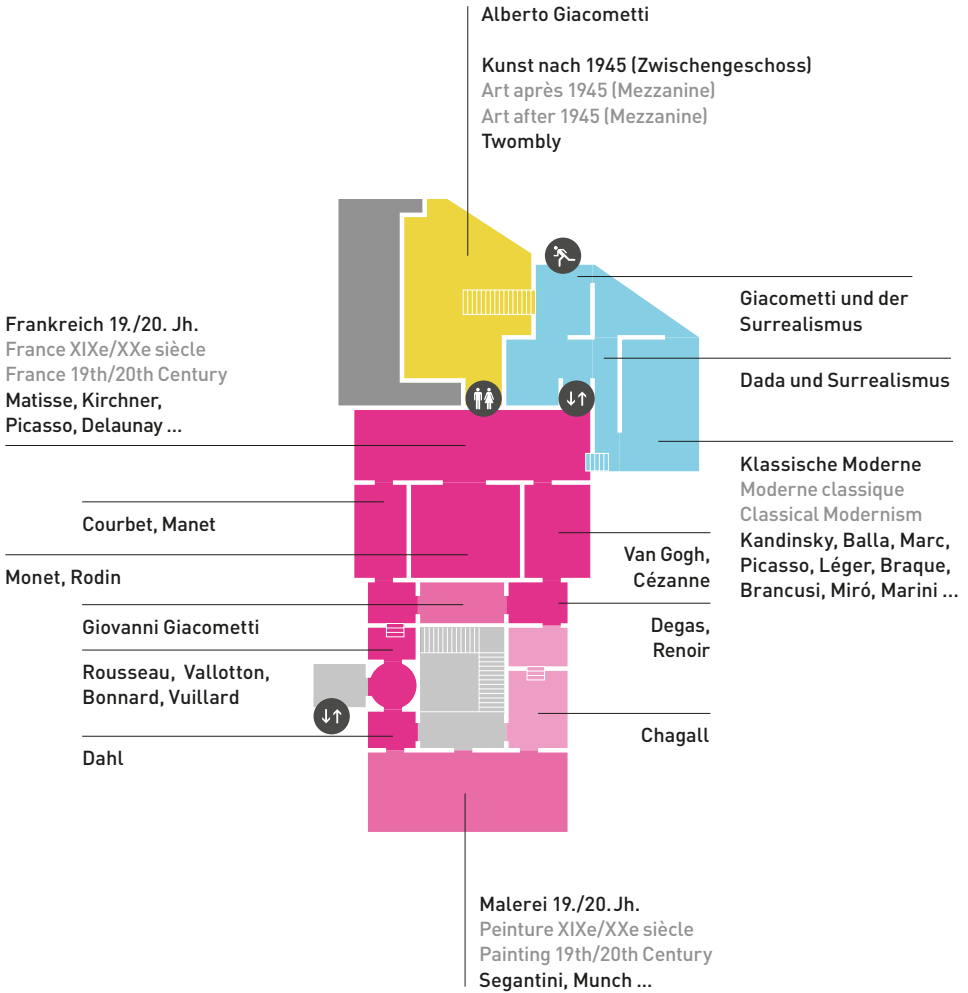 Alberto Giacometti
Kunst nach 1945 (Zwischengeschoss)
Art après 1945 (Mezzanine)
Art after 1945 (Mezzanine)
Twombly
Giacometti und der
Surrealismus
Dada und Surrealismus
Frankreich 19./20. Jh.
France XIXe/XXe siècle
France 19th/20th Century
Matisse, Kirchner,
Picasso, Delaunay ...
Klassische Moderne
Moderne classique
Classical Modernism
Kandinsky, Balla, Marc,
Picasso, Léger, Braque,
Brancusi, Miró, Marini ...
Courbet, Manet
Monet, Rodin
Van Gogh,
Cézanne
Giovanni Giacometti
Degas,
Renoir
Rousseau, Vallotton,
Bonnard, Vuillard
Chagall
Dahl
Malerei 19./20. Jh.
Peinture XIXe/XXe siècle
Painting 19th/20th Century
Segantini, Munch ...